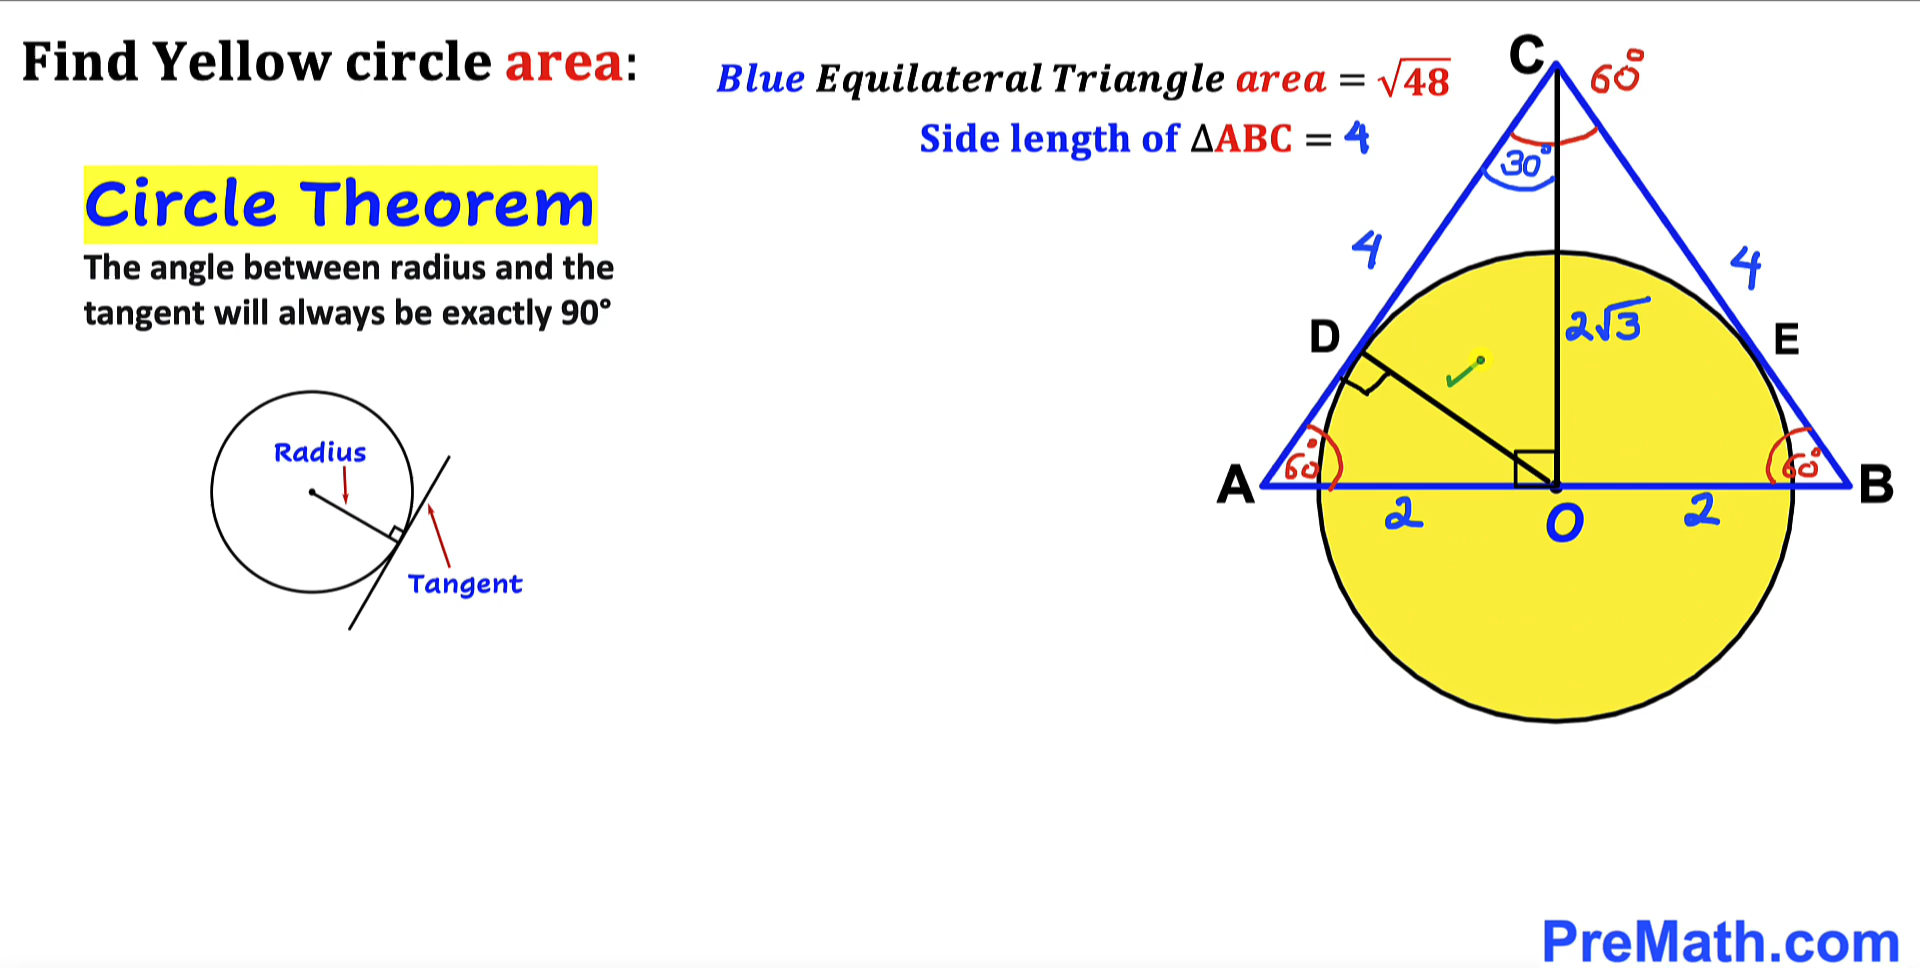 Find Yellow circle area:
Blue Equilateral Triangle area = √48
Side length of ΔABC = 4
Circle Theorem
The angle between radius and the
tangent will always be exactly 90°
Radius
Tangent
C
60°
30°
4
4
D
2√3
E
A
60°
60°
B
2
O
2
PreMath.com